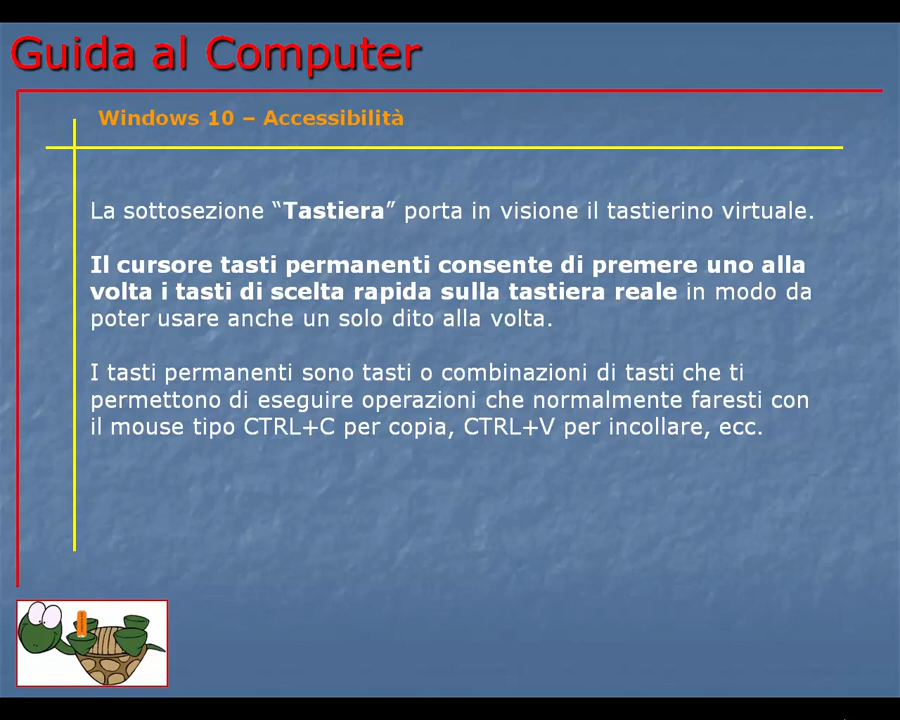 Guida al Computer
Windows 10 – Accessibilità
La sottosezione “Tastiera” porta in visione il tastierino virtuale.
Il cursore tasti permanenti consente di premere uno alla
volta i tasti di scelta rapida sulla tastiera reale in modo da
poter usare anche un solo dito alla volta.
I tasti permanenti sono tasti o combinazioni di tasti che ti
permettono di eseguire operazioni che normalmente faresti con
il mouse tipo CTRL+C per copia, CTRL+V per incollare, ecc.